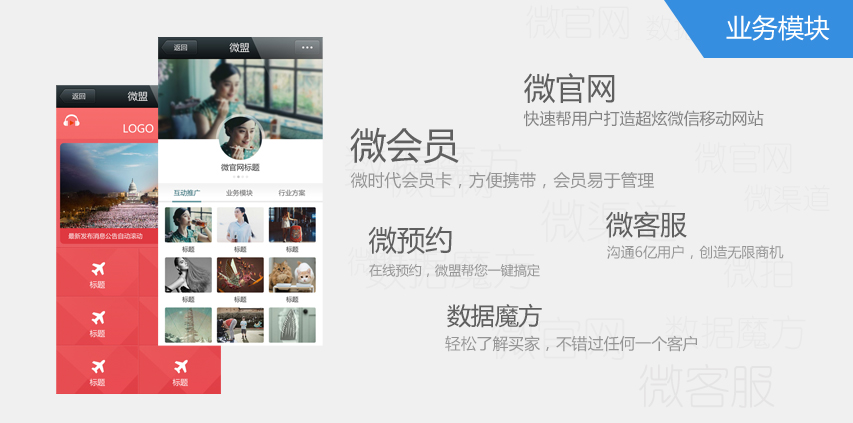 业务模块
微官网
快速帮用户打造超炫微信移动网站
微会员
微时代会员卡，方便携带，会员易于管理
微预约
在线预约，微盟帮您一键搞定
微客服
沟通6亿用户，创造无限商机
数据魔方
轻松了解买家，不错过任何一个客户
返回
微盟
微官网标题
互动推广
业务模块
行业方案
标题
标题
标题
标题
标题
标题
返回
微盟
LOGO
最新发布消息公告自动滚动
标题
标题
标题
标题
微官网
微官网
微渠道
微渠道
微拍
数据魔方
数据魔方
微官网
数据魔方
微客服